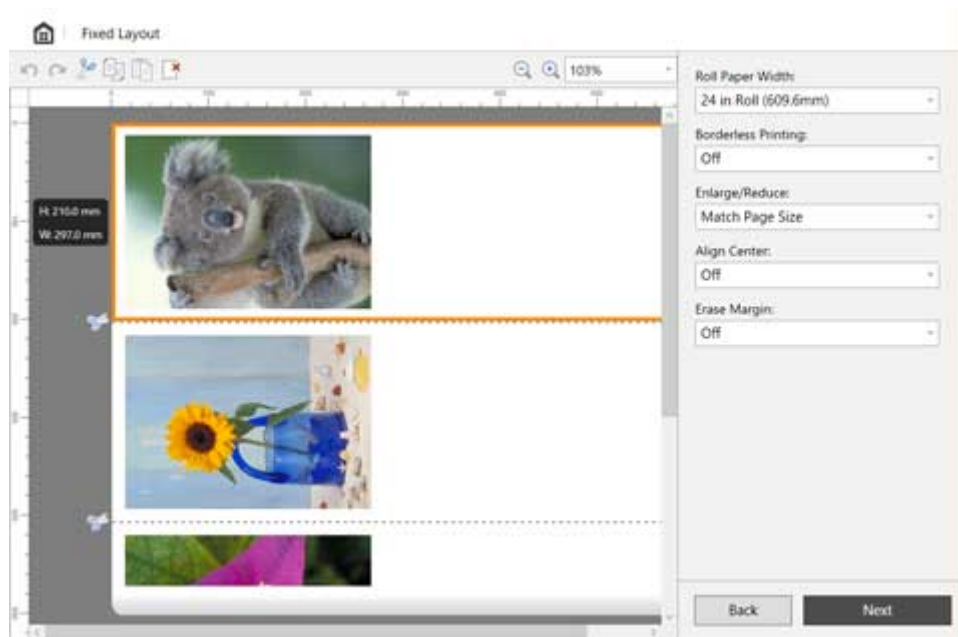 Fixed Layout
103%
H: 210.0 mm
W: 297.0 mm
Roll Paper Width:
24 in Roll (609.6mm)
Borderless Printing:
Off
Enlarge/Reduce:
Match Page Size
Align Center:
Off
Erase Margin:
Off
Back
Next